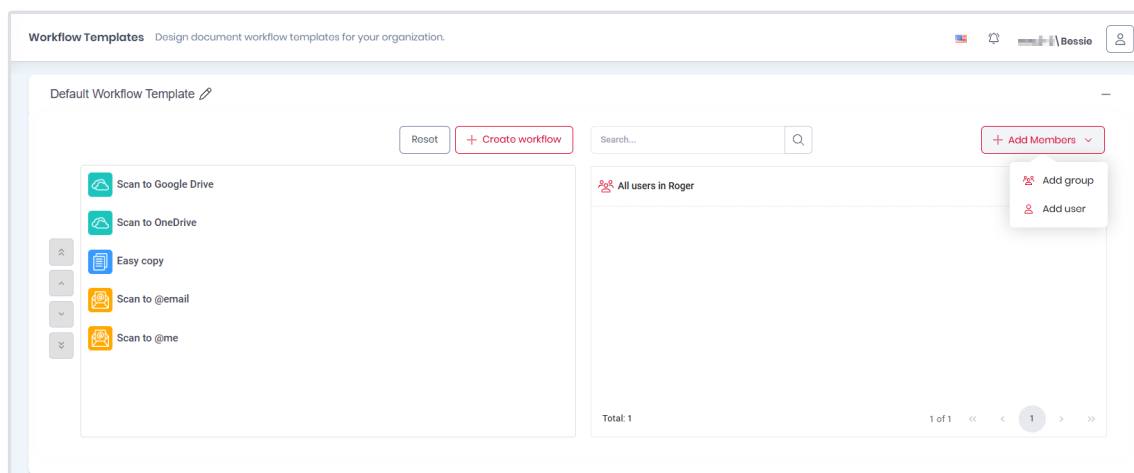 Workflow Templates Design document workflow templates for your organization.
\Bessie
Default Workflow Template
Reset
Create workflow
Search...
Add Members
Add group
Add user
Scan to Google Drive
Scan to OneDrive
Easy copy
Scan to @email
Scan to @me
All users in Roger
Total: 1
1 of 1 << < 1 > >>